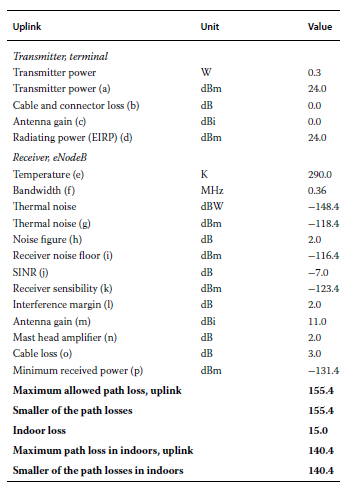 Uplink Unit Value
Transmitter, terminal
Transmitter power W 0.3
Transmitter power (a) dBm 24.0
Cable and connector loss (b) dB 0.0
Antenna gain (c) dBi 0.0
Radiating power (EIRP) (d) dBm 24.0
Receiver, eNodeB
Temperature (e) K 290.0
Bandwidth (f) MHz 0.36
Thermal noise dBW −148.4
Thermal noise (g) dBm −118.4
Noise figure (h) dB 2.0
Receiver noise floor (i) dBm −116.4
SINR (j) dB −7.0
Receiver sensibility (k) dBm −123.4
Interference margin (l) dB 2.0
Antenna gain (m) dBi 11.0
Mast head amplifier (n) dB 2.0
Cable loss (o) dB 3.0
Minimum received power (p) dBm −131.4
Maximum allowed path loss, uplink 155.4
Smaller of the path losses 155.4
Indoor loss 15.0
Maximum path loss in indoors, uplink 140.4
Smaller of the path losses in indoors 140.4